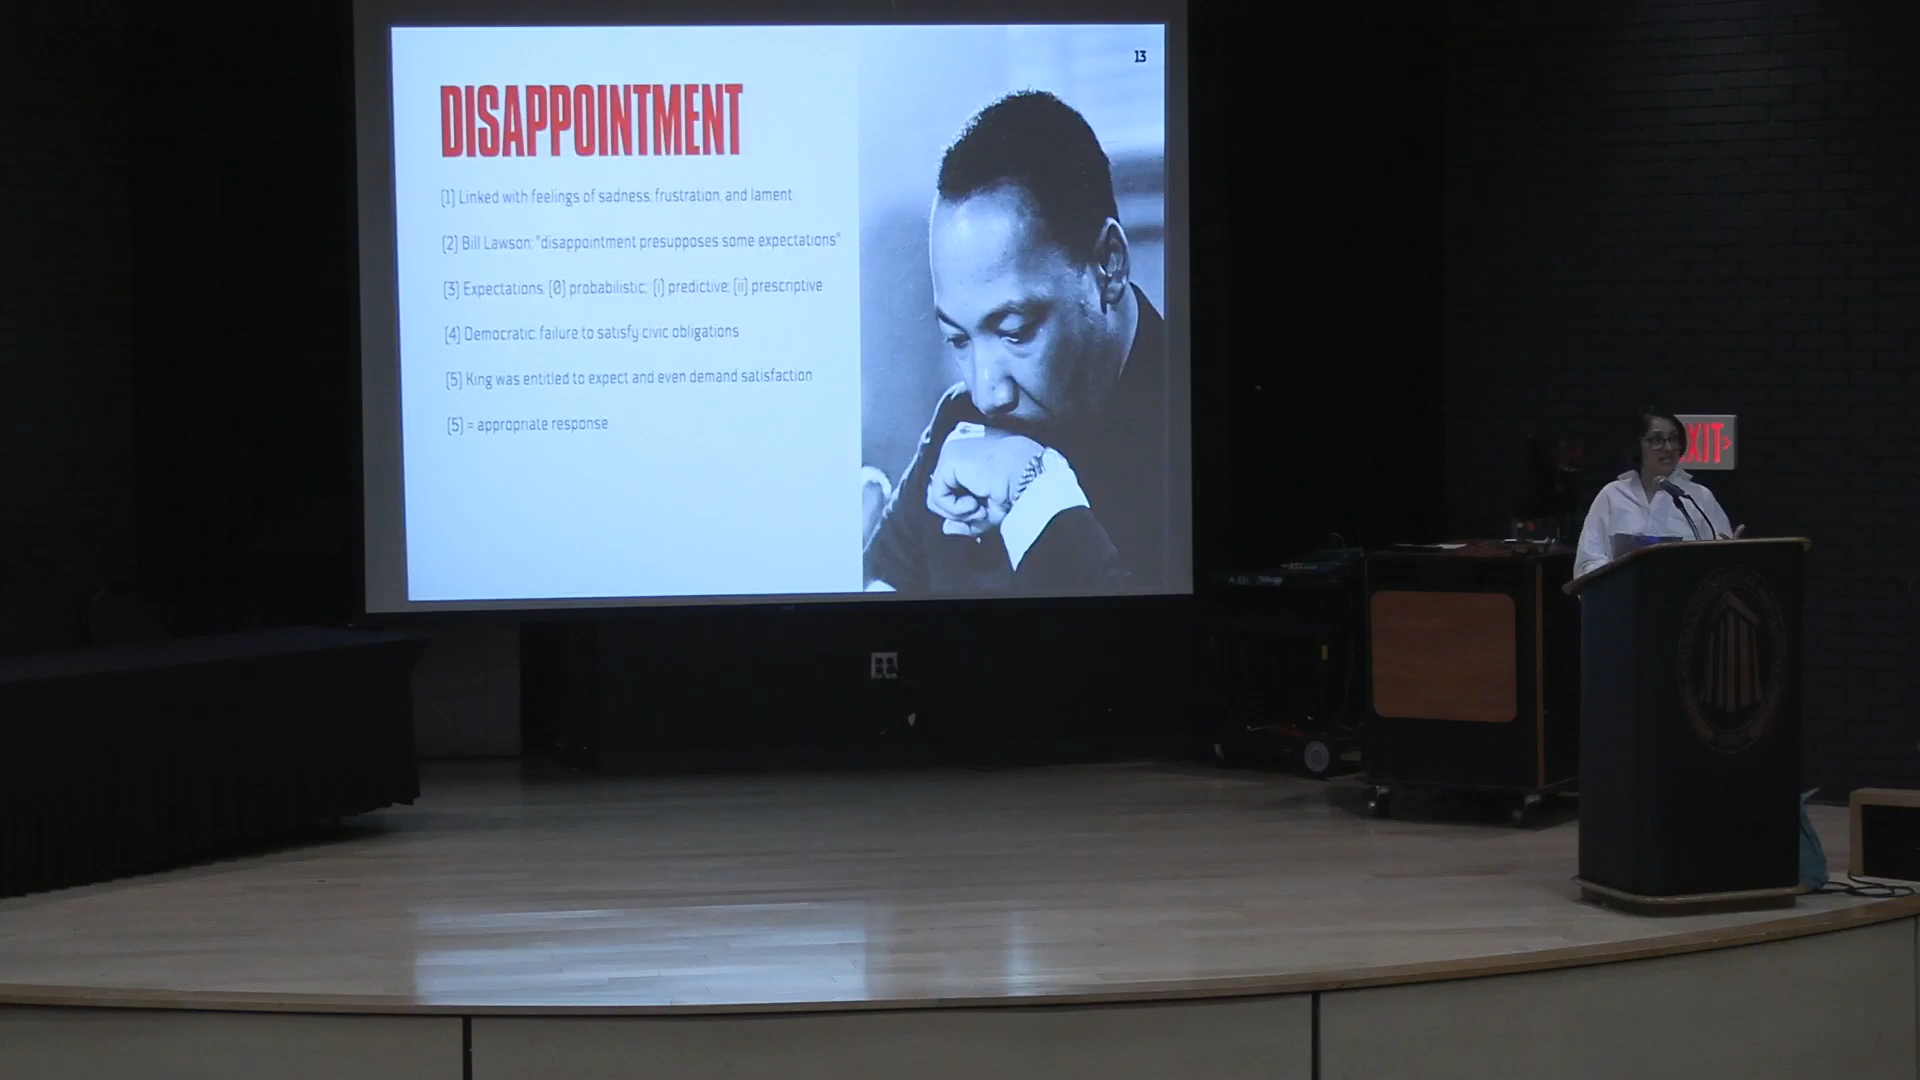 13
DISAPPOINTMENT
(1) Linked with feelings of sadness, frustration, and lament
(2) Bill Lawson: "disappointment presupposes some expectations"
(3) Expectations: (0) probabilistic; (i) predictive; (ii) prescriptive
(4) Democratic: failure to satisfy civic obligations
(5) King was entitled to expect and even demand satisfaction
(5) = appropriate response
EXIT